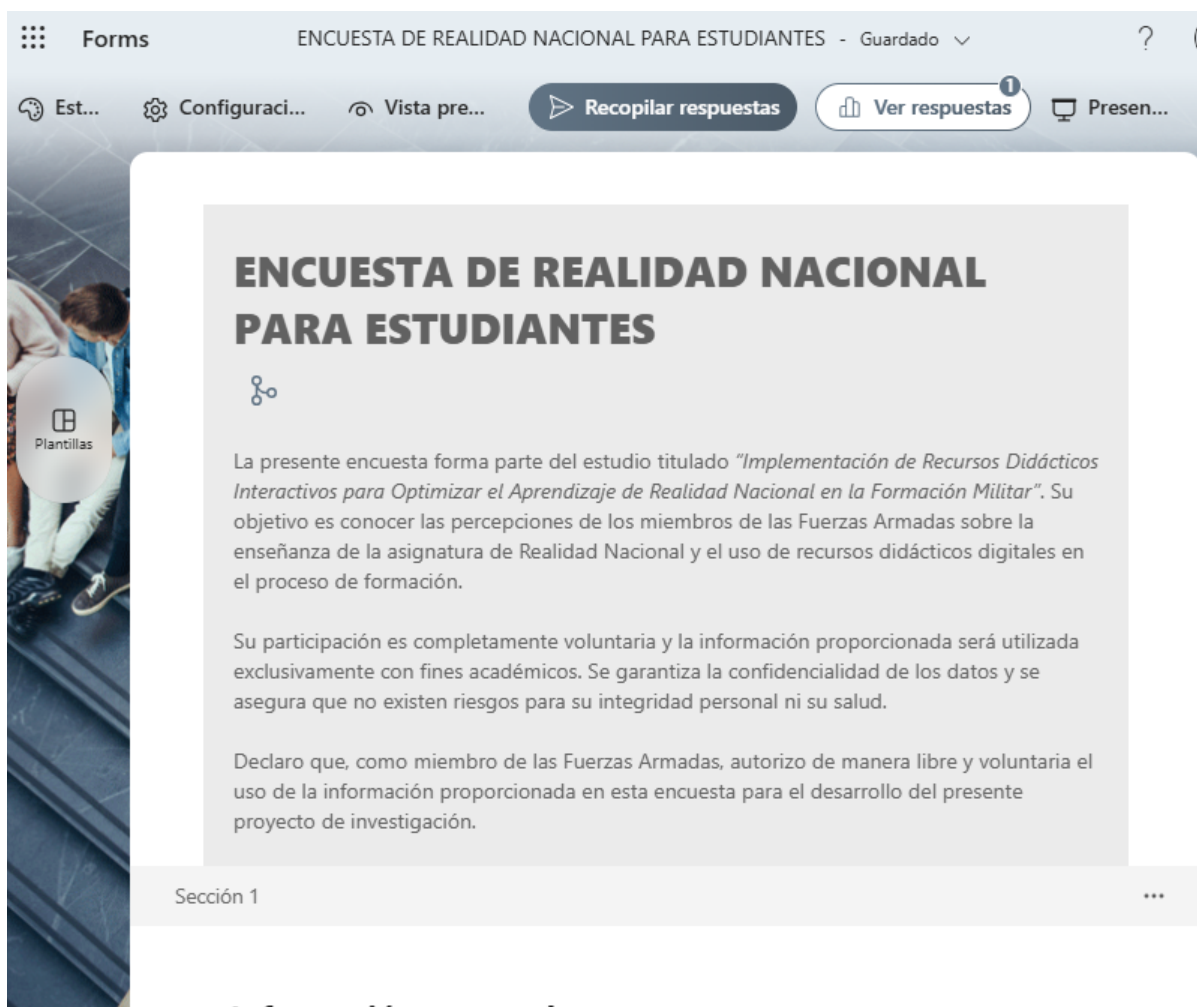 Forms
ENCUESTA DE REALIDAD NACIONAL PARA ESTUDIANTES - Guardado
?
Est...
Configuraci...
Vista pre...
Recopilar respuestas
Ver respuestas
1
Presen...
Plantillas
ENCUESTA DE REALIDAD NACIONAL
PARA ESTUDIANTES
La presente encuesta forma parte del estudio titulado “Implementación de Recursos Didácticos
Interactivos para Optimizar el Aprendizaje de Realidad Nacional en la Formación Militar”. Su
objetivo es conocer las percepciones de los miembros de las Fuerzas Armadas sobre la
enseñanza de la asignatura de Realidad Nacional y el uso de recursos didácticos digitales en
el proceso de formación.
Su participación es completamente voluntaria y la información proporcionada será utilizada
exclusivamente con fines académicos. Se garantiza la confidencialidad de los datos y se
asegura que no existen riesgos para su integridad personal ni su salud.
Declaro que, como miembro de las Fuerzas Armadas, autorizo de manera libre y voluntaria el
uso de la información proporcionada en esta encuesta para el desarrollo del presente
proyecto de investigación.
Sección 1